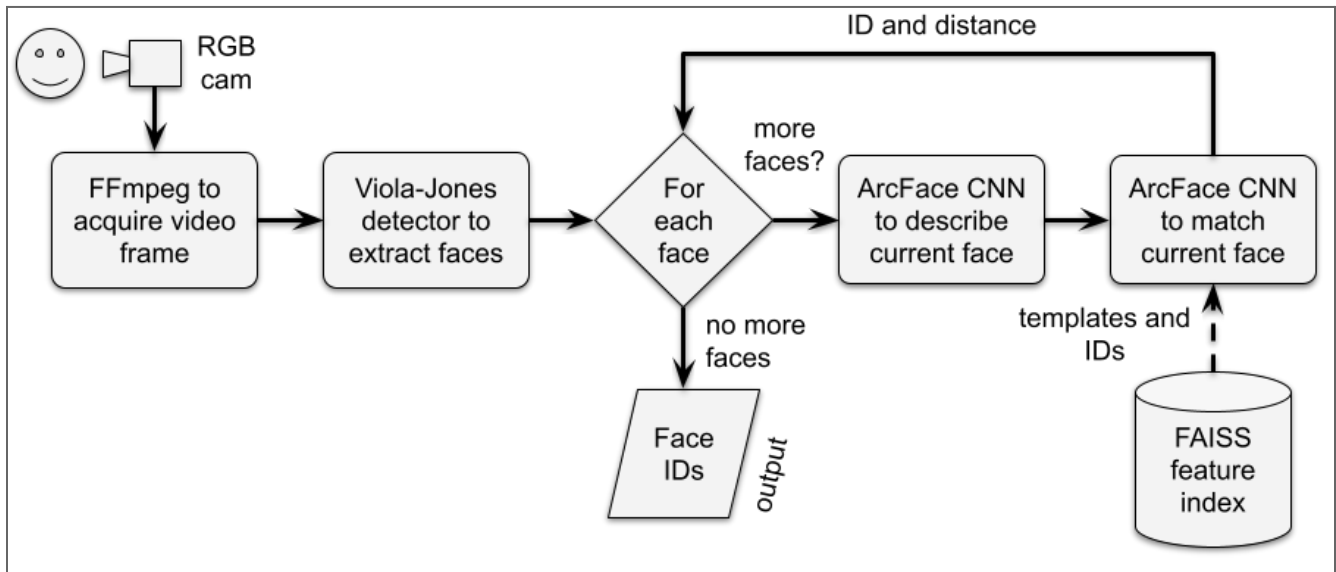 ID and distance
RGB
cam
FFmpeg to
acquire video
frame
Viola-Jones
detector to
extract faces
For
each
face
more
faces?
ArcFace CNN
to describe
current face
ArcFace CNN
to match
current face
no more
faces
templates and
IDs
Face
IDs
output
FAISS
feature
index